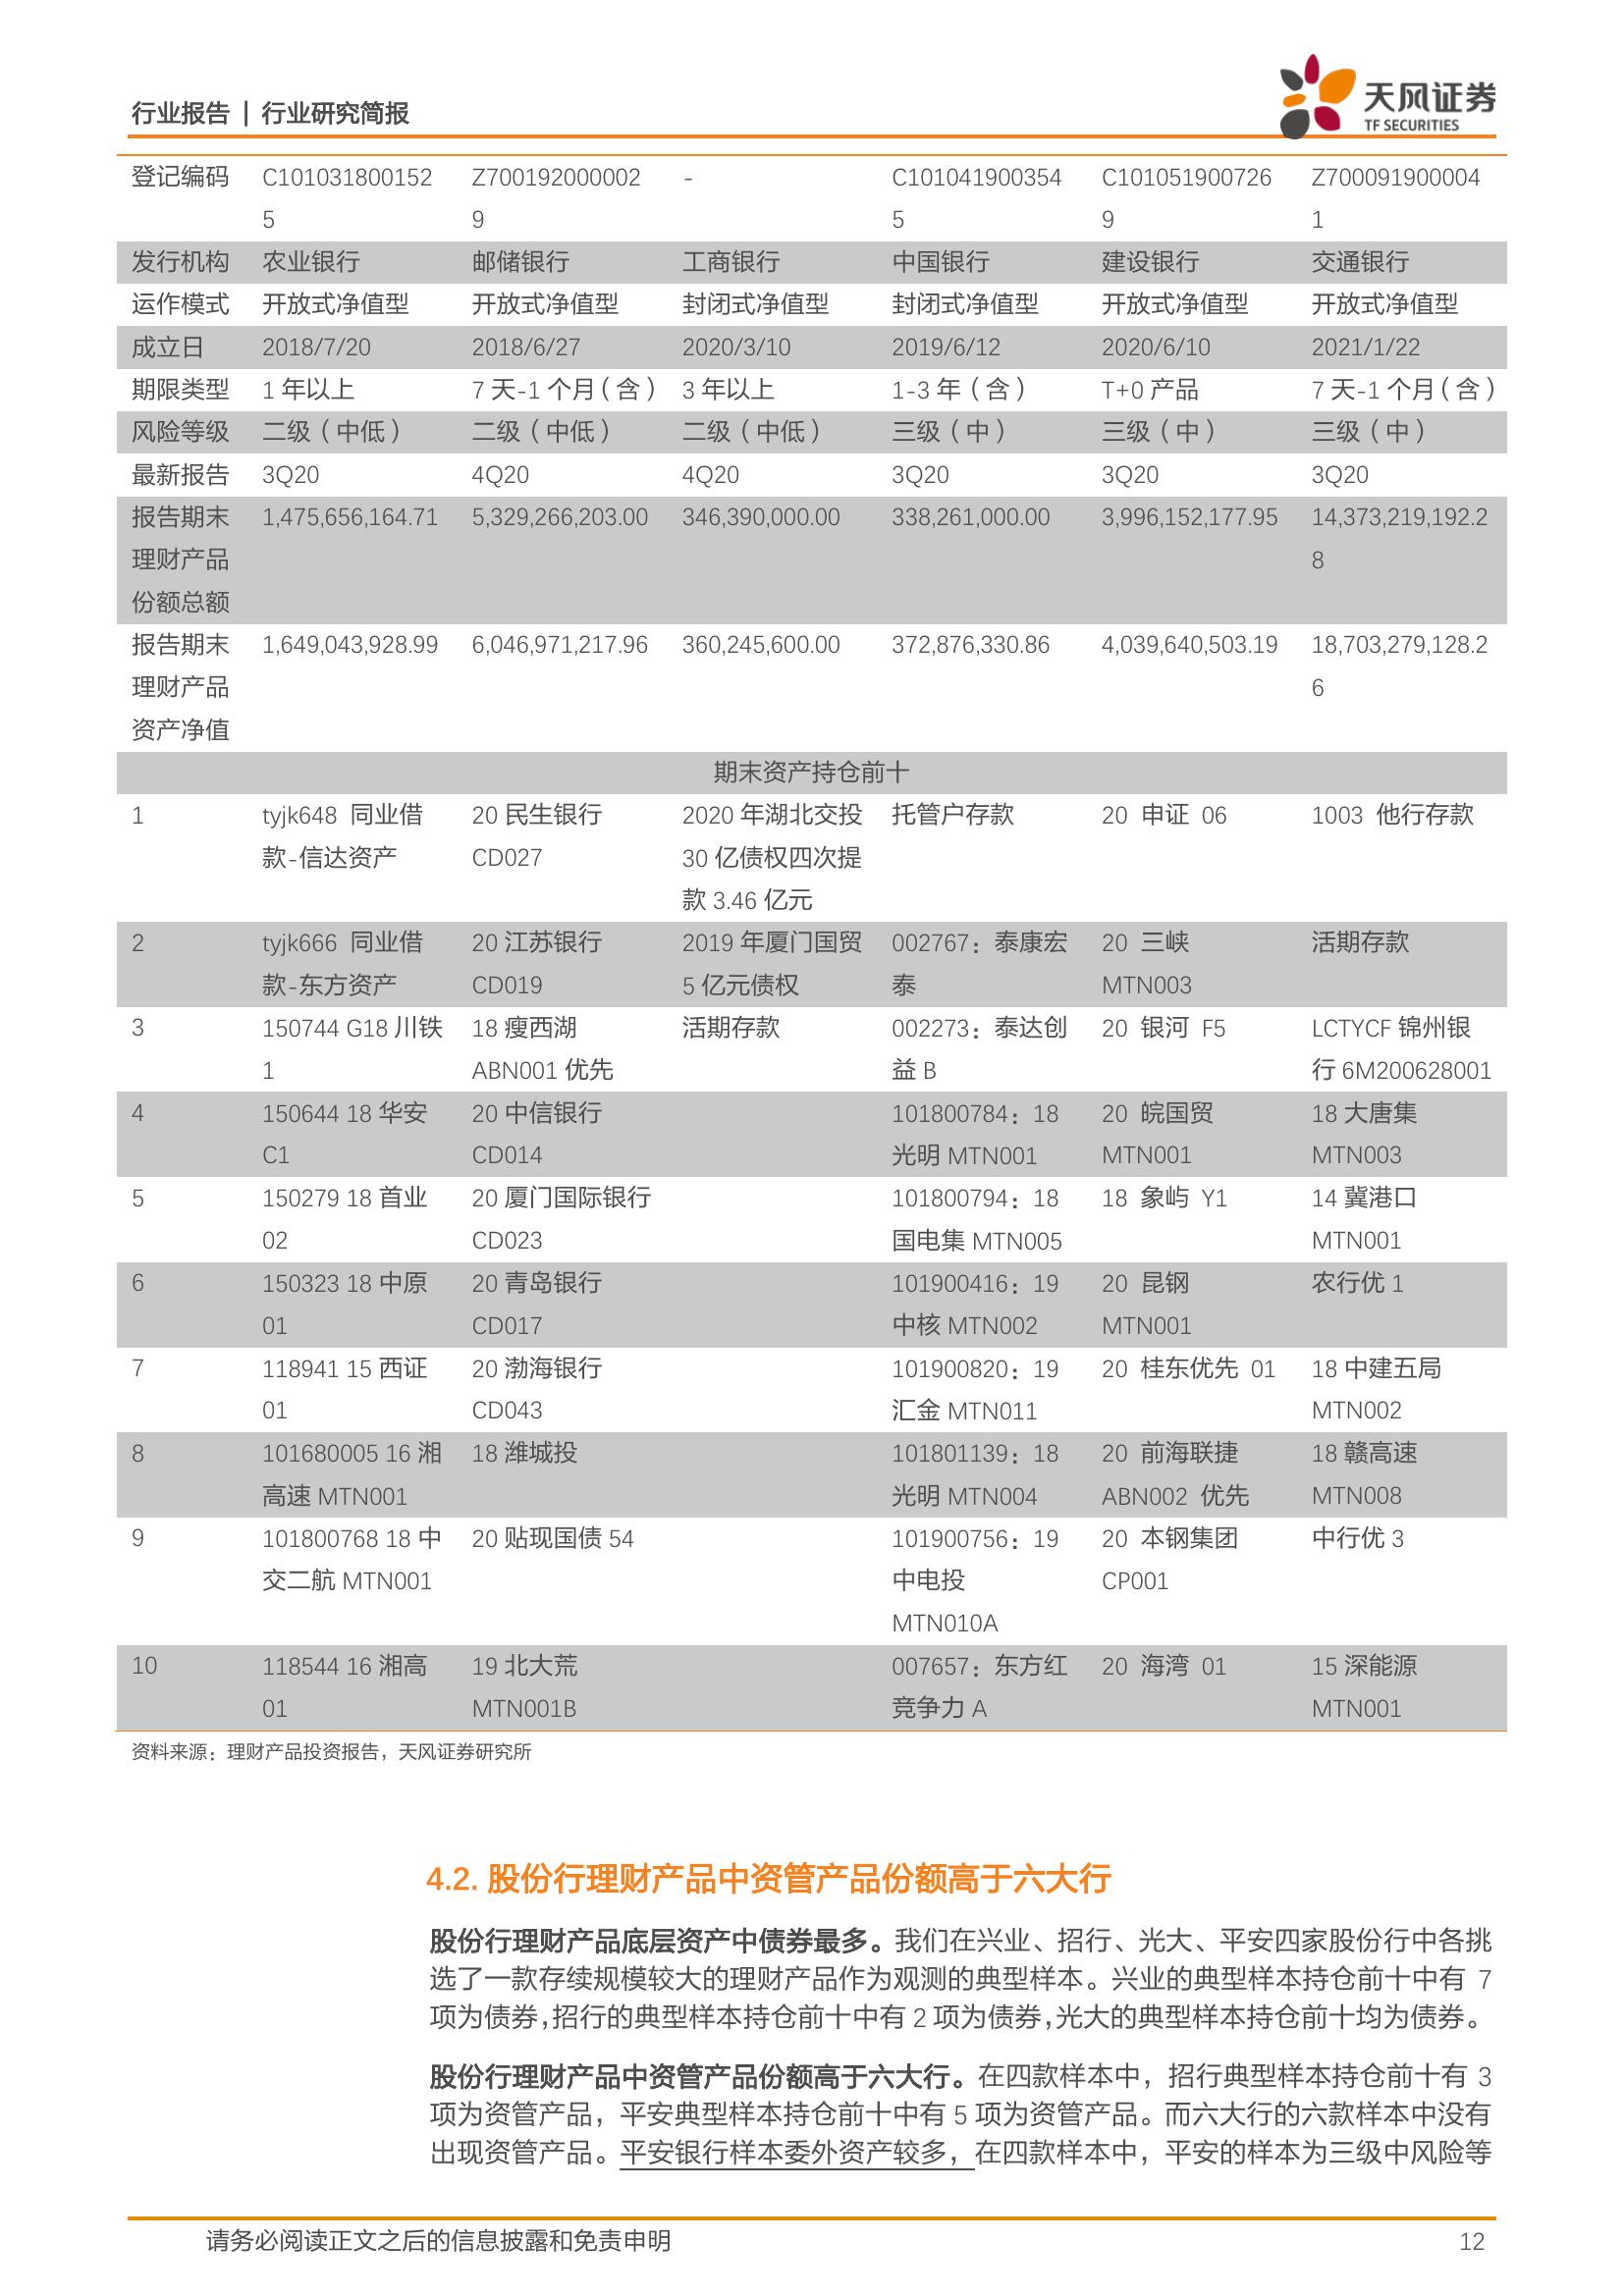 行业报告 | 行业研究简报
天风证券
TF SECURITIES
登记编码 C101031800152 Z700192000002 - C101041900354 C101051900726 Z700091900004
5 9 5 9 1
发行机构 农业银行 邮储银行 工商银行 中国银行 建设银行 交通银行
运作模式 开放式净值型 开放式净值型 封闭式净值型 封闭式净值型 开放式净值型 开放式净值型
成立日 2018/7/20 2018/6/27 2020/3/10 2019/6/12 2020/6/10 2021/1/22
期限类型 1 年以上 7 天-1 个月(含) 3 年以上 1-3 年(含) T+0 产品 7 天-1 个月(含)
风险等级 二级(中低) 二级(中低) 二级(中低) 三级(中) 三级(中) 三级(中)
最新报告 3Q20 4Q20 4Q20 3Q20 3Q20 3Q20
报告期末 1,475,656,164.71 5,329,266,203.00 346,390,000.00 338,261,000.00 3,996,152,177.95 14,373,219,192.2
理财产品 8
份额总额
报告期末 1,649,043,928.99 6,046,971,217.96 360,245,600.00 372,876,330.86 4,039,640,503.19 18,703,279,128.2
理财产品 6
资产净值
期末资产持仓前十
1 tyjk648 同业借 20 民生银行 2020 年湖北交投 托管户存款 20 申证 06 1003 他行存款
款-信达资产 CD027 30 亿债权四次提
款 3.46 亿元
2 tyjk666 同业借 20 江苏银行 2019 年厦门国贸 002767：泰康宏 20 三峡 活期存款
款-东方资产 CD019 5 亿元债权 泰 MTN003
3 150744 G18 川铁 18 瘦西湖 活期存款 002273：泰达创 20 银河 F5 LCTYCF 锦州银
1 ABN001 优先 益 B 行 6M200628001
4 150644 18 华安 20 中信银行 101800784：18 20 皖国贸 18 大唐集
C1 CD014 光明 MTN001 MTN001 MTN003
5 150279 18 首业 20 厦门国际银行 101800794：18 18 象屿 Y1 14 冀港口
02 CD023 国电集 MTN005 MTN001
6 150323 18 中原 20 青岛银行 101900416：19 20 昆钢 农行优 1
01 CD017 中核 MTN002 MTN001
7 118941 15 西证 20 渤海银行 101900820：19 20 桂东优先 01 18 中建五局
01 CD043 汇金 MTN011 MTN002
8 101680005 16 湘 18 潍城投 101801139：18 20 前海联捷 18 赣高速
高速 MTN001 光明 MTN004 ABN002 优先 MTN008
9 101800768 18 中 20 贴现国债 54 101900756：19 20 本钢集团 中行优 3
交二航 MTN001 中电投 CP001
MTN010A
10 118544 16 湘高 19 北大荒 007657：东方红 20 海湾 01 15 深能源
01 MTN001B 竞争力 A MTN001
资料来源：理财产品投资报告，天风证券研究所
4.2. 股份行理财产品中资管产品份额高于六大行
股份行理财产品底层资产中债券最多。我们在兴业、招行、光大、平安四家股份行中各挑
选了一款存续规模较大的理财产品作为观测的典型样本。兴业的典型样本持仓前十中有 7
项为债券，招行的典型样本持仓前十中有 2 项为债券，光大的典型样本持仓前十均为债券。
股份行理财产品中资管产品份额高于六大行。在四款样本中，招行典型样本持仓前十有 3
项为资管产品，平安典型样本持仓前十中有 5 项为资管产品。而六大行的六款样本中没有
出现资管产品。平安银行样本委外资产较多，在四款样本中，平安的样本为三级中风险等
请务必阅读正文之后的信息披露和免责申明 12